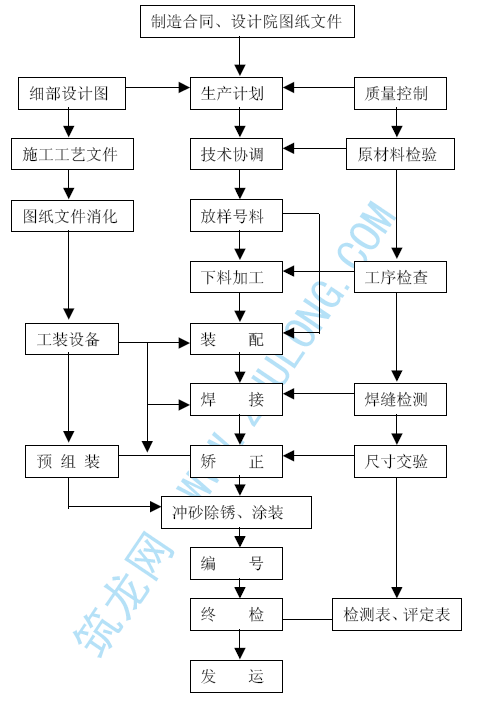 制造合同、设计院图纸文件
细部设计图
生产计划
质量控制
施工工艺文件
技术协调
原材料检验
图纸文件消化
放样号料
下料加工
工序检查
工装设备
装 配
焊 接
焊缝检测
预 组 装
矫 正
尺寸交验
冲砂除锈、涂装
编 号
终 检
检测表、评定表
发 运
筑龙网 WWW.ZHULONG.COM